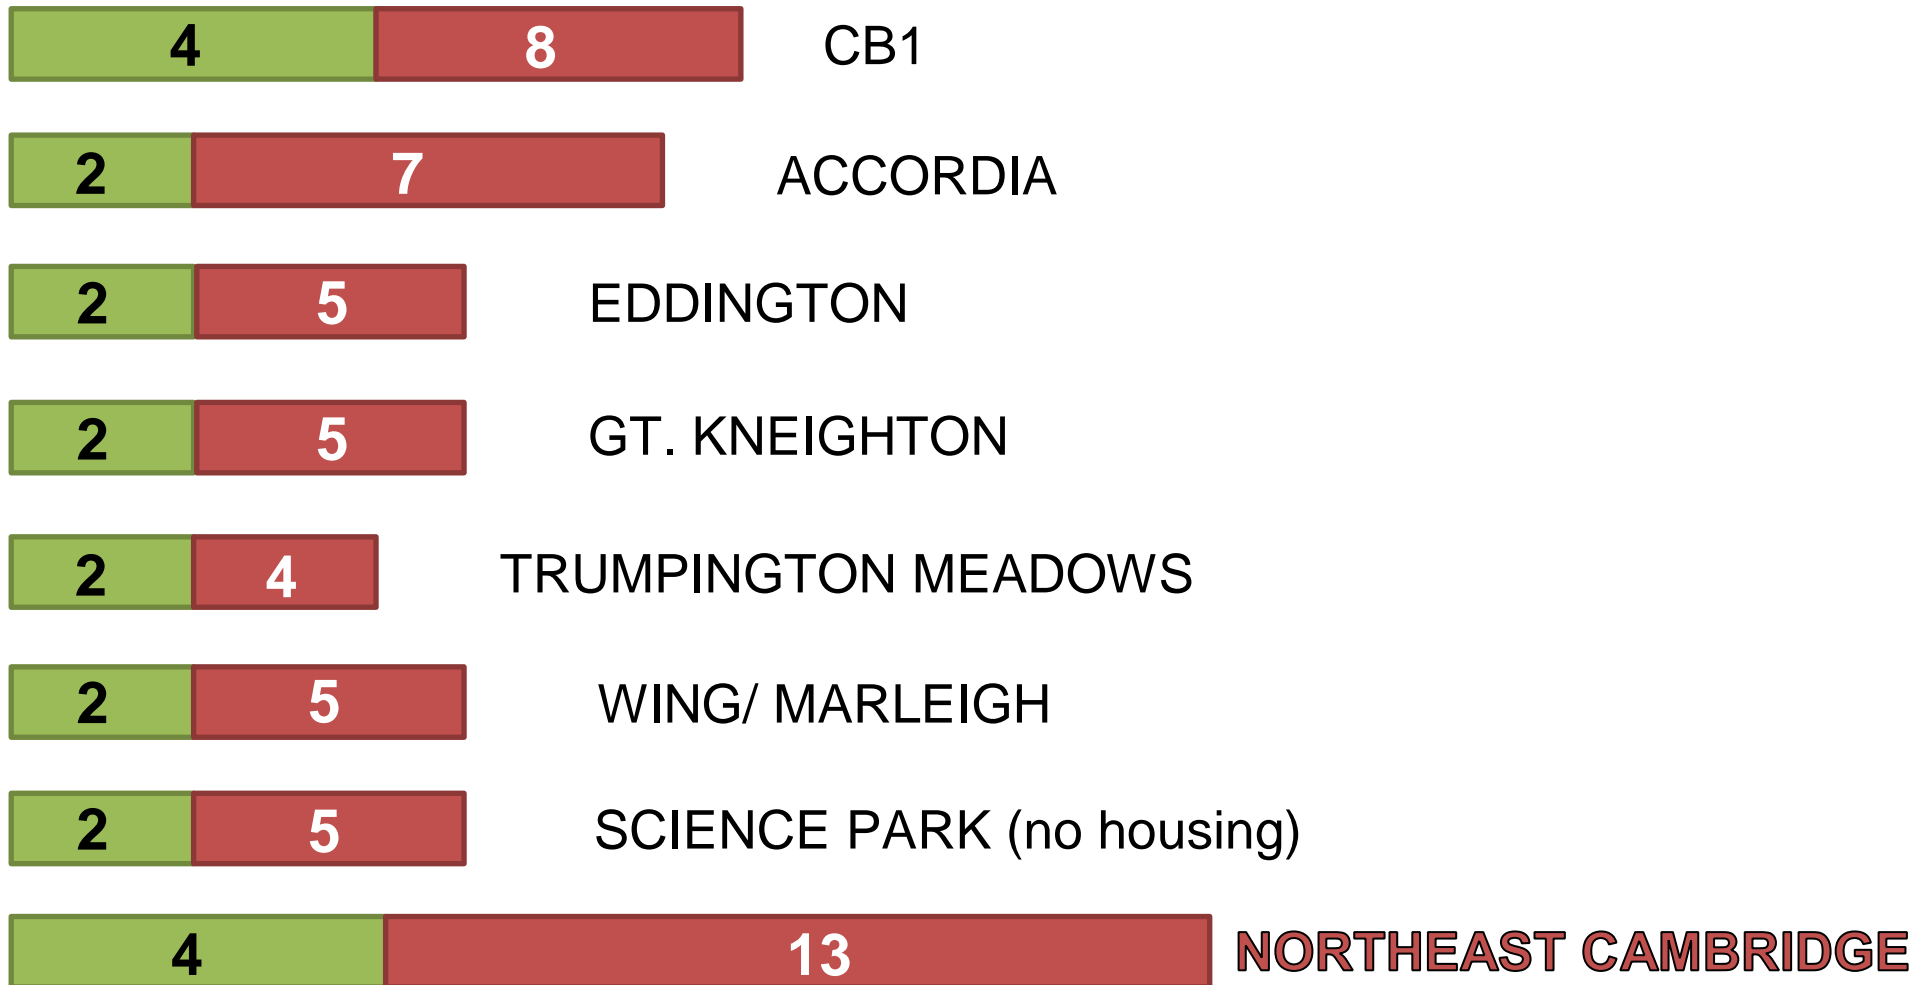 4 8 CB1
2 7 ACCORDIA
2 5 EDDINGTON
2 5 GT. KNEIGHTON
2 4 TRUMPINGTON MEADOWS
2 5 WING/ MARLEIGH
2 5 SCIENCE PARK (no housing)
4 13 NORTHEAST CAMBRIDGE